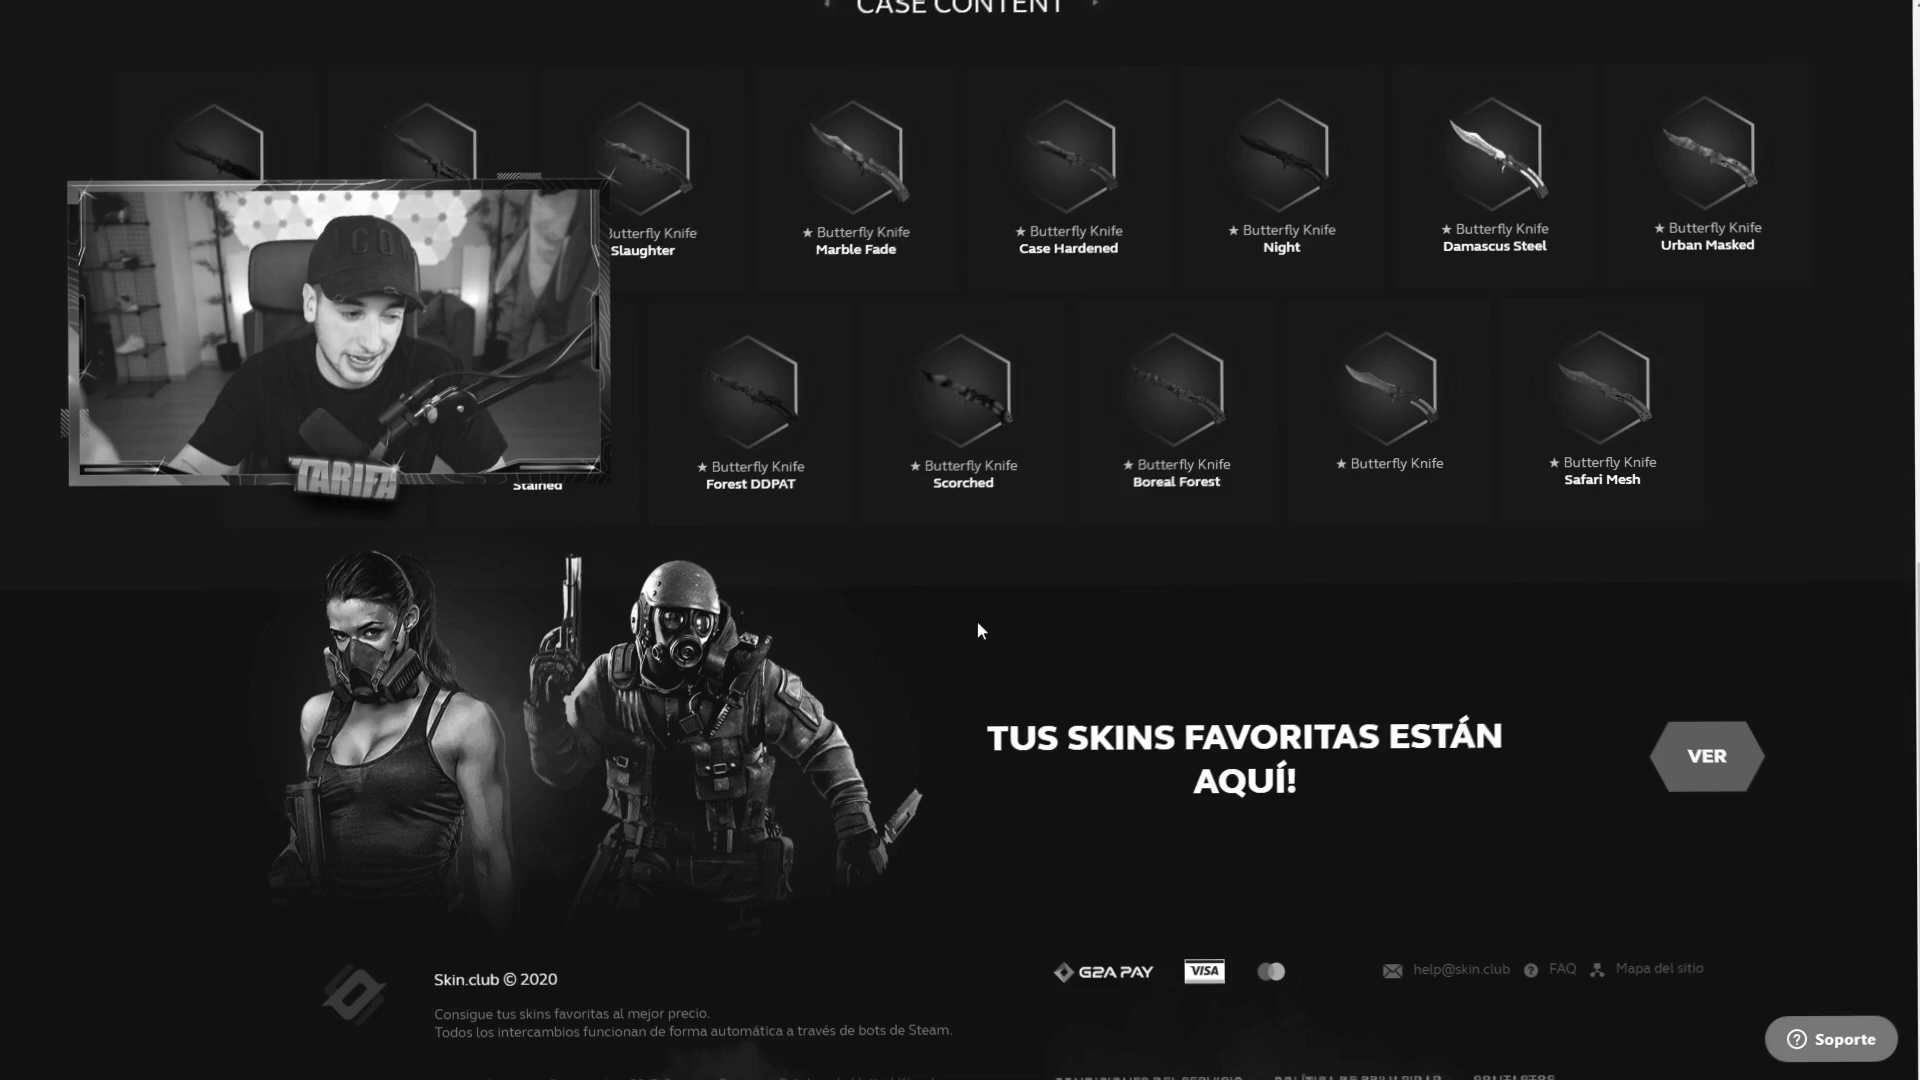 CASE CONTENT
Butterfly Knife
Slaughter
★ Butterfly Knife
Marble Fade
★ Butterfly Knife
Case Hardened
★ Butterfly Knife
Night
★ Butterfly Knife
Damascus Steel
★ Butterfly Knife
Urban Masked
ICON
TARIFA
Stained
★ Butterfly Knife
Forest DDPAT
★ Butterfly Knife
Scorched
★ Butterfly Knife
Boreal Forest
★ Butterfly Knife
★ Butterfly Knife
Safari Mesh
TUS SKINS FAVORITAS ESTÁN
AQUÍ!
VER
Skin.club © 2020
Consigue tus skins favoritas al mejor precio.
Todos los intercambios funcionan de forma automática a través de bots de Steam.
G2A PAY
VISA
help@skin.club
FAQ
Mapa del sitio
Soporte